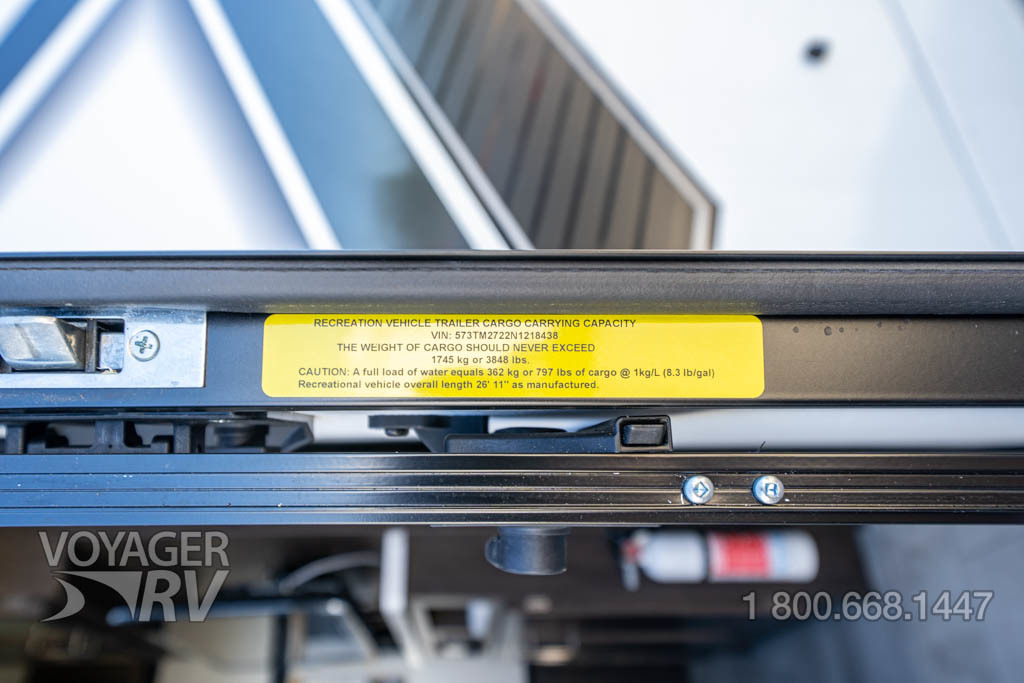 RECREATION VEHICLE TRAILER CARGO CARRYING CAPACITY
VIN: 573TM2722N1218438
THE WEIGHT OF CARGO SHOULD NEVER EXCEED
1745 kg or 3848 lbs.
CAUTION: A full load of water equals 362 kg or 797 lbs of cargo @ 1kg/L (8.3 lb/gal)
Recreational vehicle overall length 26' 11" as manufactured.
VOYAGER
RV
1 800.668.1447